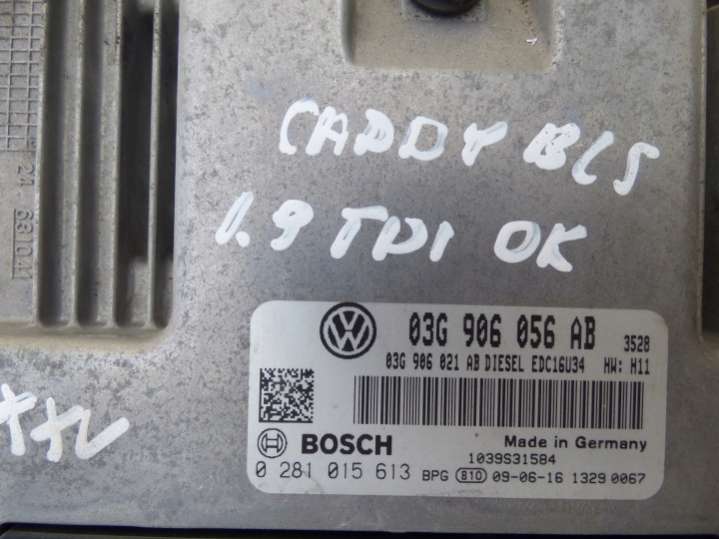 CADDY BLS
1.9 TDI OK
03G 906 056 AB 3528
03G 906 021 AB DIESEL EDC16U34 HW: H11
BOSCH
Made in Germany
1039S31584
0 281 015 613 BPG B10 09-06-16 1329 0067